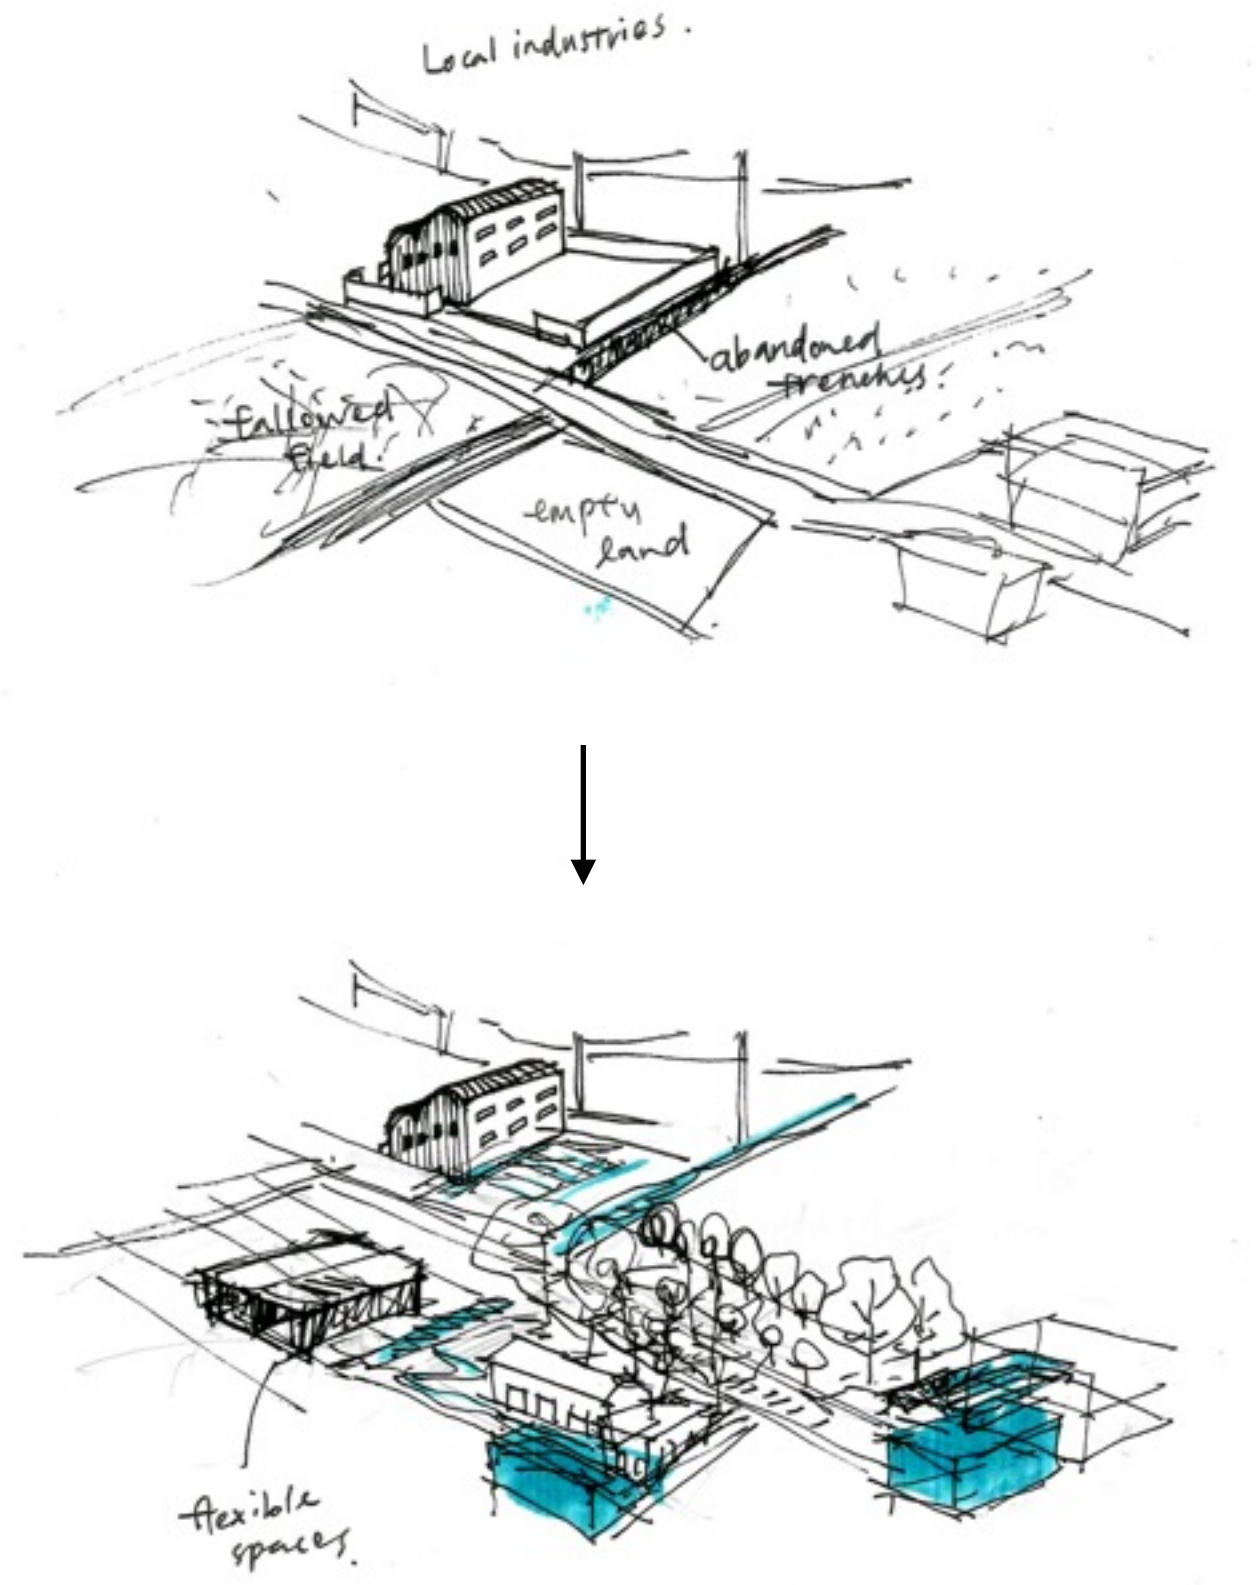 Local industries.
abandoned
trenches.
fallowed
field.
empty
land
flexible
spaces.